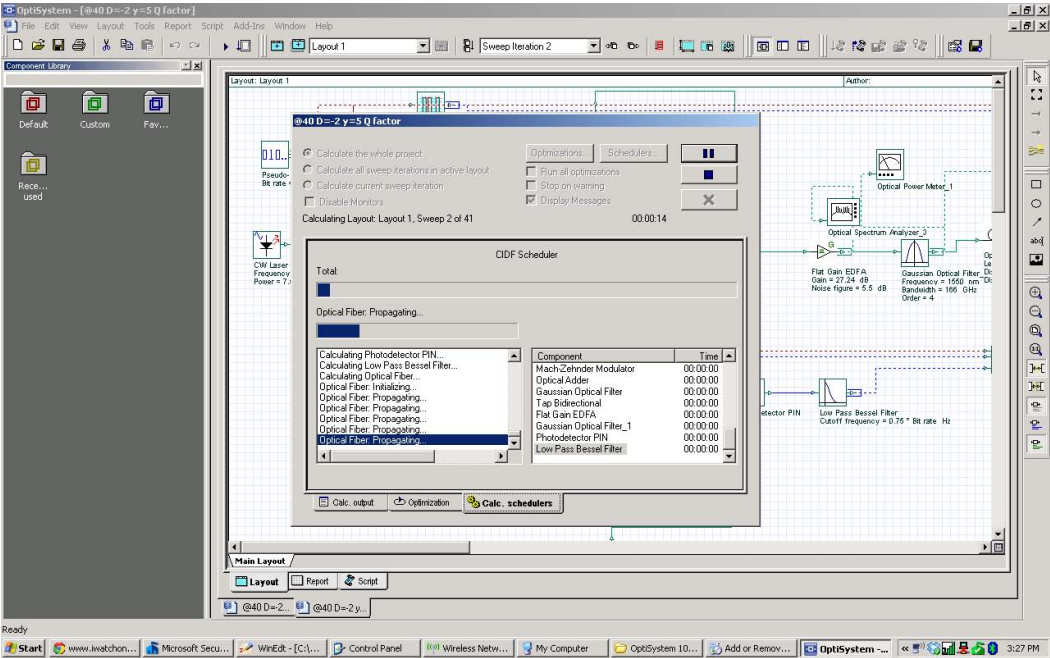 OptiSystem - [@40 D=-2 y=5 Q factor]
File Edit View Layout Tools Report Script Add-Ins Window Help
Layout 1
Sweep Iteration 2
Component Library
Default
Custom
Fav...
Rece... used
Layout: Layout 1
Author:
Pseudo-
Bit rate
CW Laser
Frequency
Power = 7.
@40 D=-2 y=5 Q factor
Calculate the whole project
Calculate all sweep iterations in active layout
Calculate current sweep iteration
Disable Monitors
Optimizations...
Schedulers...
Run all optimizations
Stop on warning
Display Messages
Calculating Layout: Layout 1, Sweep 2 of 41
00:00:14
CIDF Scheduler
Total:
Optical Fiber: Propagating...
Calculating Photodetector PIN...
Calculating Low Pass Bessel Filter...
Calculating Optical Fiber...
Optical Fiber: Initializing...
Optical Fiber: Propagating...
Optical Fiber: Propagating...
Optical Fiber: Propagating...
Optical Fiber: Propagating...
Optical Fiber: Propagating...
Component Time
Mach-Zehnder Modulator 00:00:00
Optical Adder 00:00:00
Gaussian Optical Filter 00:00:00
Tap Bidirectional 00:00:00
Flat Gain EDFA 00:00:00
Gaussian Optical Filter_1 00:00:00
Photodetector PIN 00:00:00
Low Pass Bessel Filter 00:00:00
Calc. output
Optimization
Calc. schedulers
Optical Power Meter_1
Optical Spectrum Analyzer_3
G
Flat Gain EDFA
Gain = 27.24 dB
Noise figure = 5.5 dB
Gaussian Optical Filter
Frequency = 1550 nm
Bandwidth = 166 GHz
Order = 4
etector PIN
Low Pass Bessel Filter
Cutoff frequency = 0.75 * Bit rate Hz
Main Layout
Layout
Report
Script
@40 D=-2...
@40 D=-2 y...
Ready
Start
www.iwatchon...
Microsoft Secu...
WinEdt - [C:\...
Control Panel
Wireless Netw...
My Computer
OptiSystem 10...
Add or Remov...
OptiSystem -...
3:27 PM